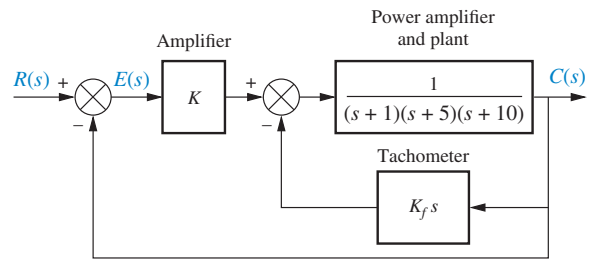 Power amplifier
and plant
Amplifier
R(s) + E(s) K + 1 C(s)
(s + 1)(s + 5)(s + 10)
− −
Tachometer
K_f s